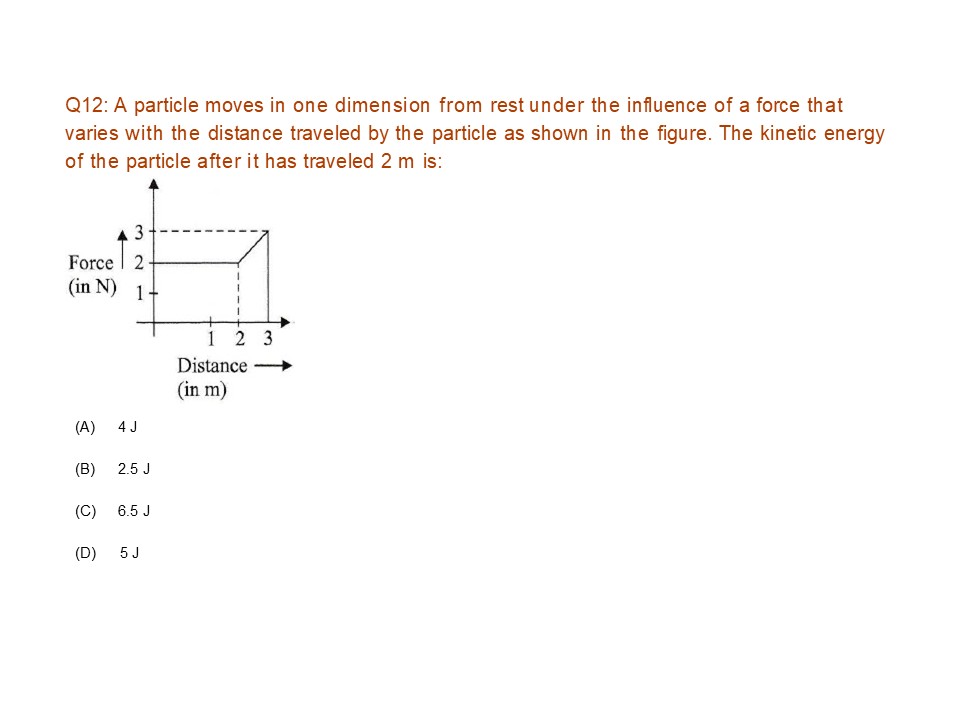 Q12: A particle moves in one dimension from rest under the influence of a force that
varies with the distance traveled by the particle as shown in the figure. The kinetic energy
of the particle after it has traveled 2 m is:
3
Force 2
(in N) 1
1 2 3
Distance
(in m)
(A) 4 J
(B) 2.5 J
(C) 6.5 J
(D) 5 J